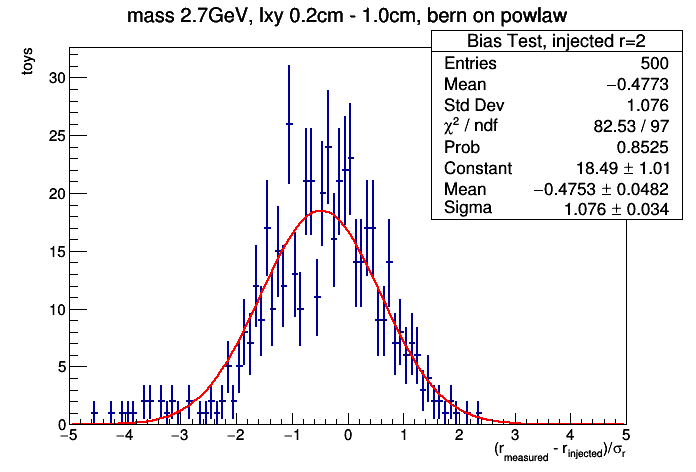 mass 2.7GeV, lxy 0.2cm - 1.0cm, bern on powlaw
toys
Bias Test, injected r=2
Entries 500
Mean −0.4773
Std Dev 1.076
χ² / ndf 82.53 / 97
Prob 0.8525
Constant 18.49 ± 1.01
Mean −0.4753 ± 0.0482
Sigma 1.076 ± 0.034
30
25
20
15
10
5
0
−5 −4 −3 −2 −1 0 1 2 3 4 5
(r_measured - r_injected)/σ_r